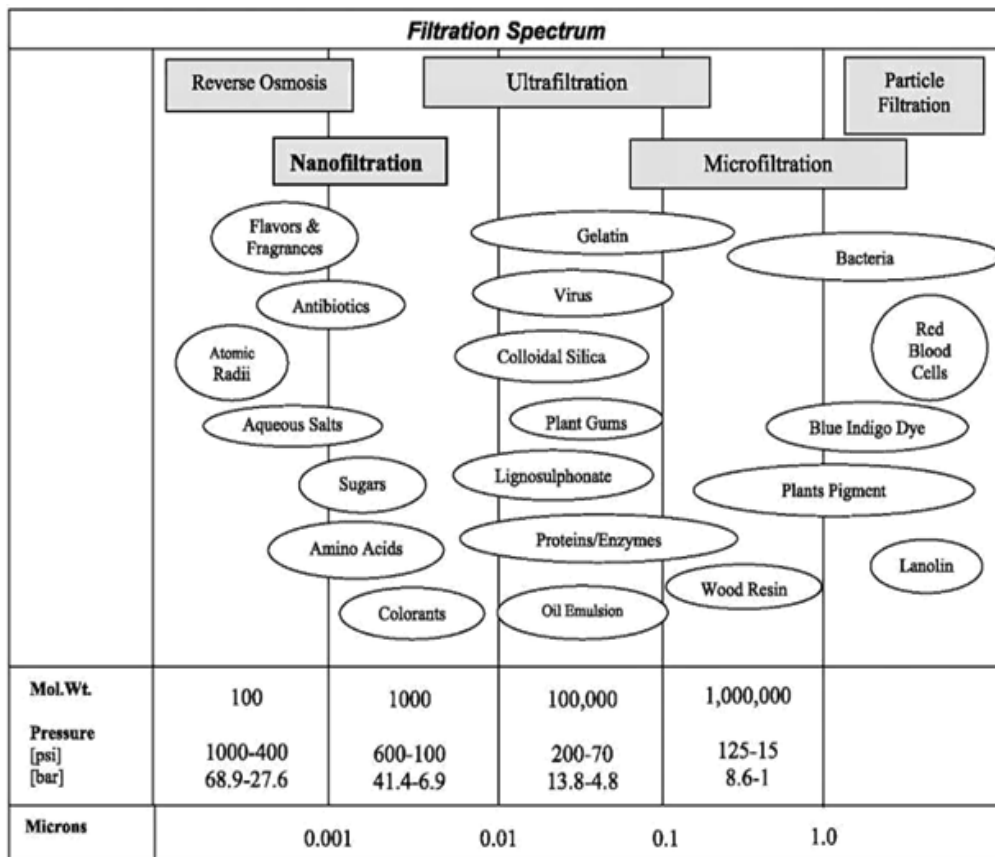 Filtration Spectrum
Reverse Osmosis
Ultrafiltration
Particle
Filtration
Nanofiltration
Microfiltration
Flavors &
Fragrances
Gelatin
Bacteria
Antibiotics
Virus
Atomic
Radii
Colloidal Silica
Red
Blood
Cells
Aqueous Salts
Plant Gums
Blue Indigo Dye
Sugars
Lignosulphonate
Plants Pigment
Amino Acids
Proteins/Enzymes
Lanolin
Wood Resin
Colorants
Oil Emulsion
Mol.Wt. 100 1000 100,000 1,000,000
Pressure
[psi] 1000-400 600-100 200-70 125-15
[bar] 68.9-27.6 41.4-6.9 13.8-4.8 8.6-1
Microns 0.001 0.01 0.1 1.0